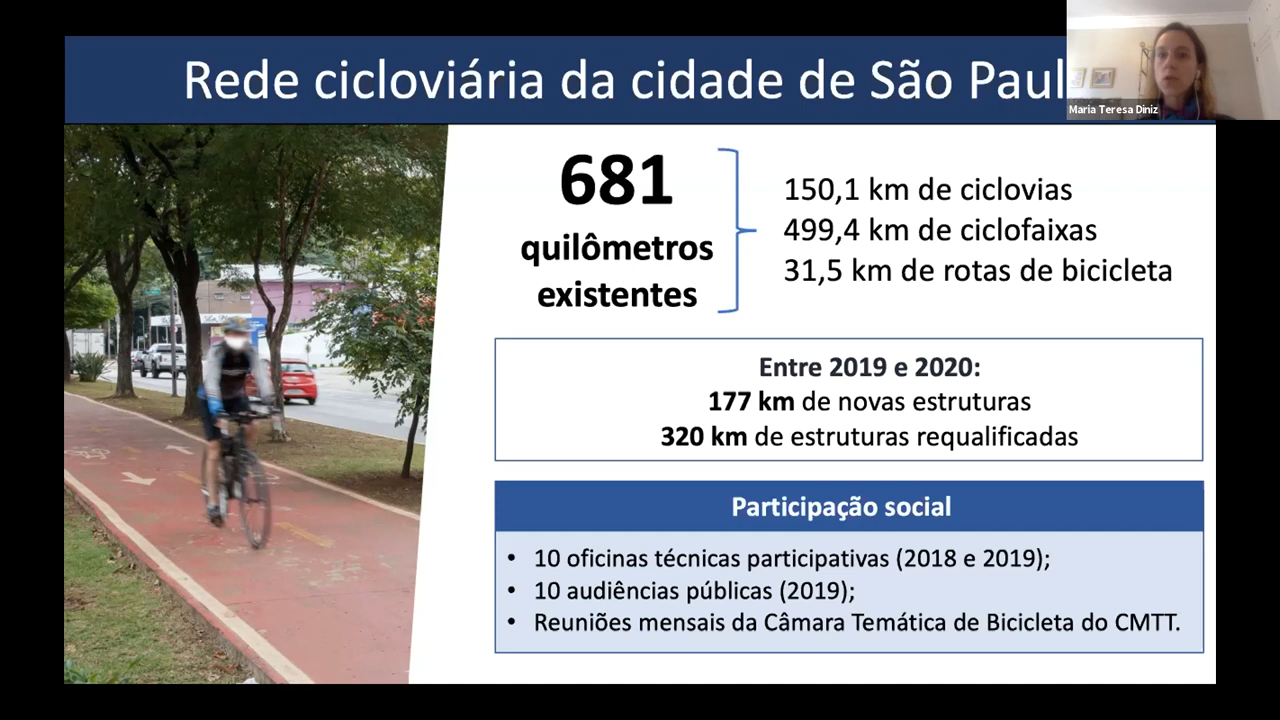 Rede cicloviária da cidade de São Paul
Maria Teresa Diniz
681
quilômetros
existentes
150,1 km de ciclovias
499,4 km de ciclofaixas
31,5 km de rotas de bicicleta
Entre 2019 e 2020:
177 km de novas estruturas
320 km de estruturas requalificadas
Participação social
• 10 oficinas técnicas participativas (2018 e 2019);
• 10 audiências públicas (2019);
• Reuniões mensais da Câmara Temática de Bicicleta do CMTT.